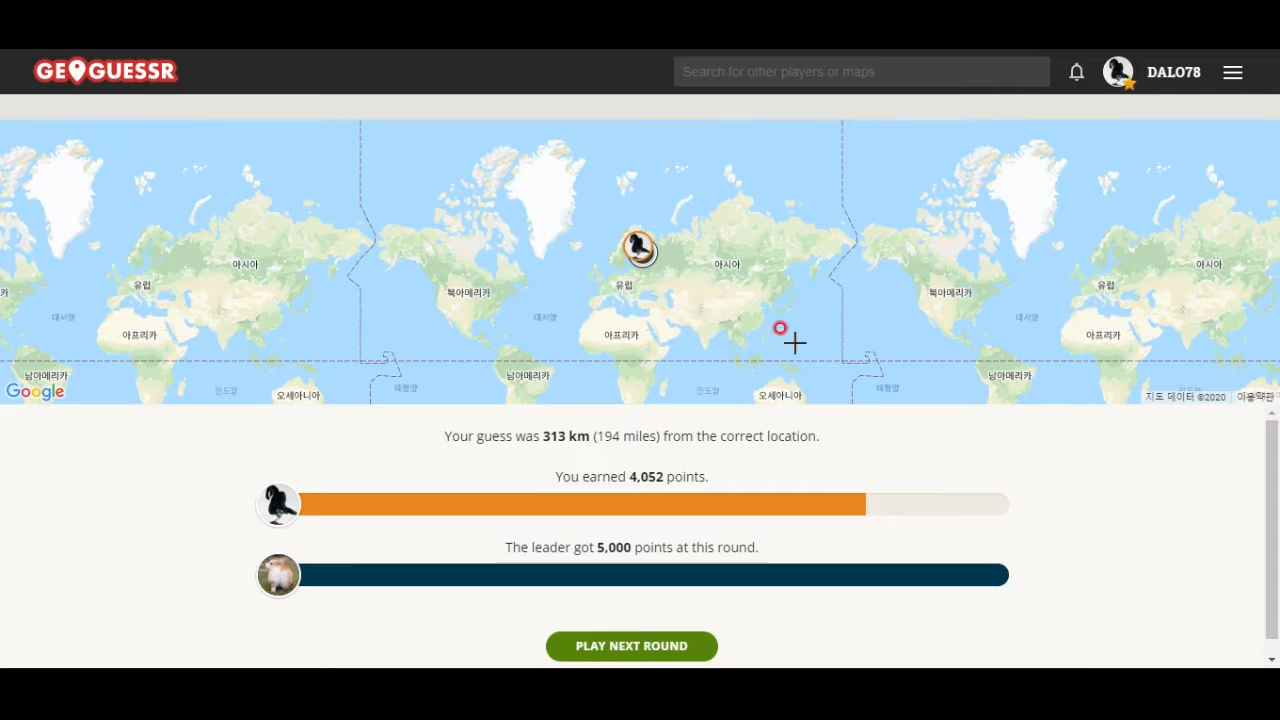 GEOGUESSR
Search for other players or maps
DALO78
아시아
아시아
아시아
유럽
유럽
유럽
북아메리카
북아메리카
대서양
대서양
대서양
아프리카
아프리카
아프리카
남아메리카
남아메리카
남아메리카
인도양
인도양
태평양
태평양
오세아니아
오세아니아
Google
지도 데이터 ©2020
이용약관
Your guess was 313 km (194 miles) from the correct location.
You earned 4,052 points.
The leader got 5,000 points at this round.
PLAY NEXT ROUND